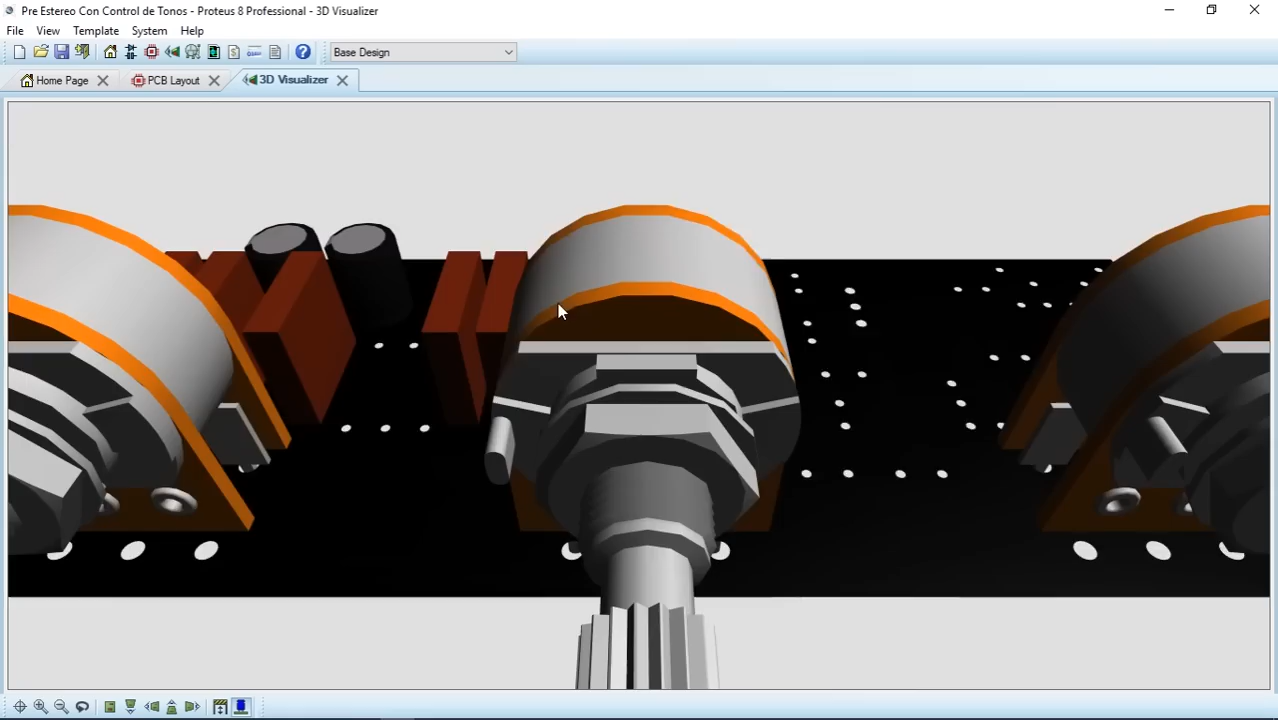 Pre Estereo Con Control de Tonos - Proteus 8 Professional - 3D Visualizer
File View Template System Help
Base Design
Home Page PCB Layout 3D Visualizer